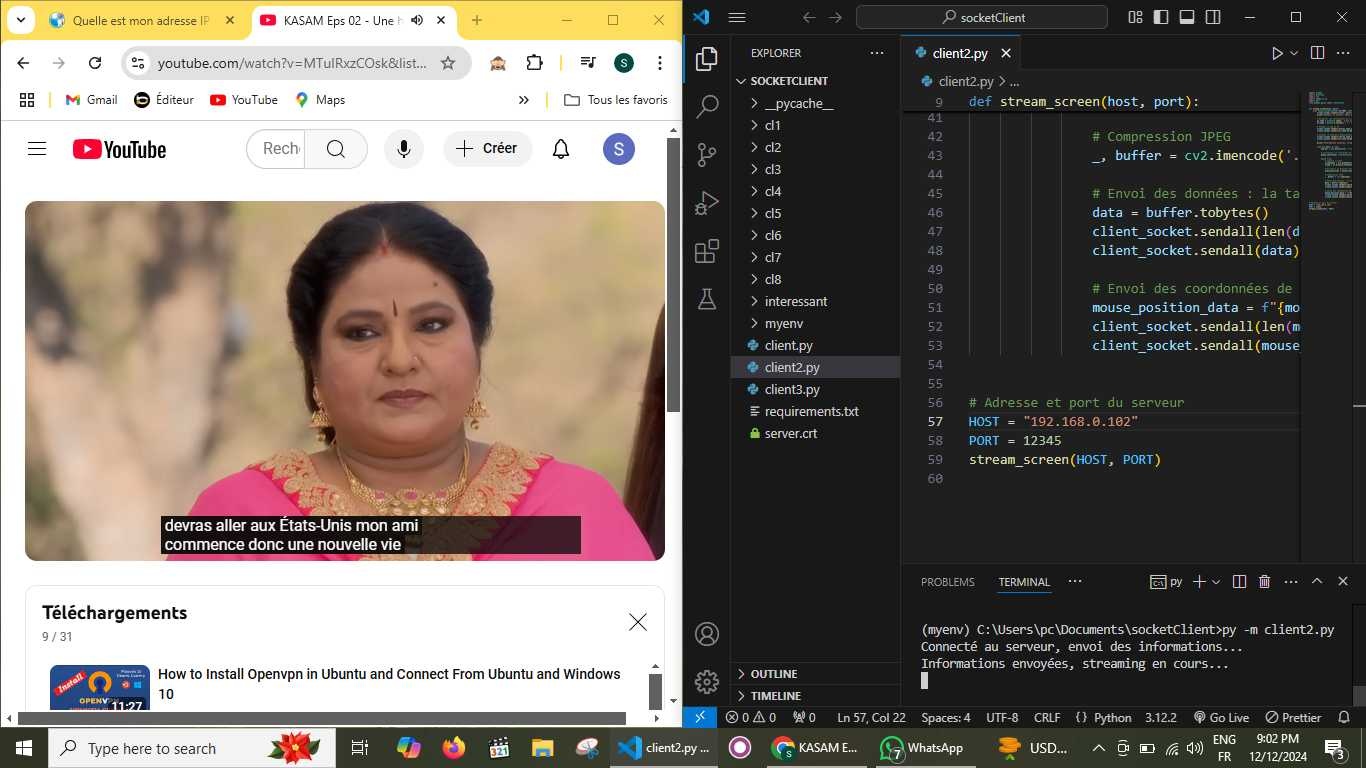 Quelle est mon adresse IP
KASAM Eps 02 - Une h
youtube.com/watch?v=MTulRxzCOsk&list...
S
Gmail
Éditeur
YouTube
Maps
»
Tous les favoris
YouTube
Rech
Créer
S
devras aller aux États-Unis mon ami
commence donc une nouvelle vie
Téléchargements
9 / 31
How to Install Openvpn in Ubuntu and Connect From Ubuntu and Windows
10
Install
11:27
socketClient
EXPLORER
SOCKETCLIENT
__pycache__
cl1
cl2
cl3
cl4
cl5
cl6
cl7
cl8
interessant
myenv
client.py
client2.py
client3.py
requirements.txt
server.crt
OUTLINE
TIMELINE
client2.py
client2.py > ...
9 def stream_screen(host, port):
41
42 # Compression JPEG
43 _, buffer = cv2.imencode('.
44
45 # Envoi des données : la ta
46 data = buffer.tobytes()
47 client_socket.sendall(len(d
48 client_socket.sendall(data)
49
50 # Envoi des coordonnées de
51 mouse_position_data = f"{mo
52 client_socket.sendall(len(m
53 client_socket.sendall(mouse_
54
55
56 # Adresse et port du serveur
57 HOST = "192.168.0.102"
58 PORT = 12345
59 stream_screen(HOST, PORT)
60
PROBLEMS TERMINAL ... py
(myenv) C:\Users\pc\Documents\socketClient>py -m client2.py
Connecté au serveur, envoi des informations...
Informations envoyées, streaming en cours...
0 0 0 Ln 57, Col 22 Spaces: 4 UTF-8 CRLF {} Python 3.12.2 Go Live Prettier
Type here to search
321
client2.py ...
KASAM E...
7
WhatsApp
USD...
ENG
FR
9:02 PM
12/12/2024
3